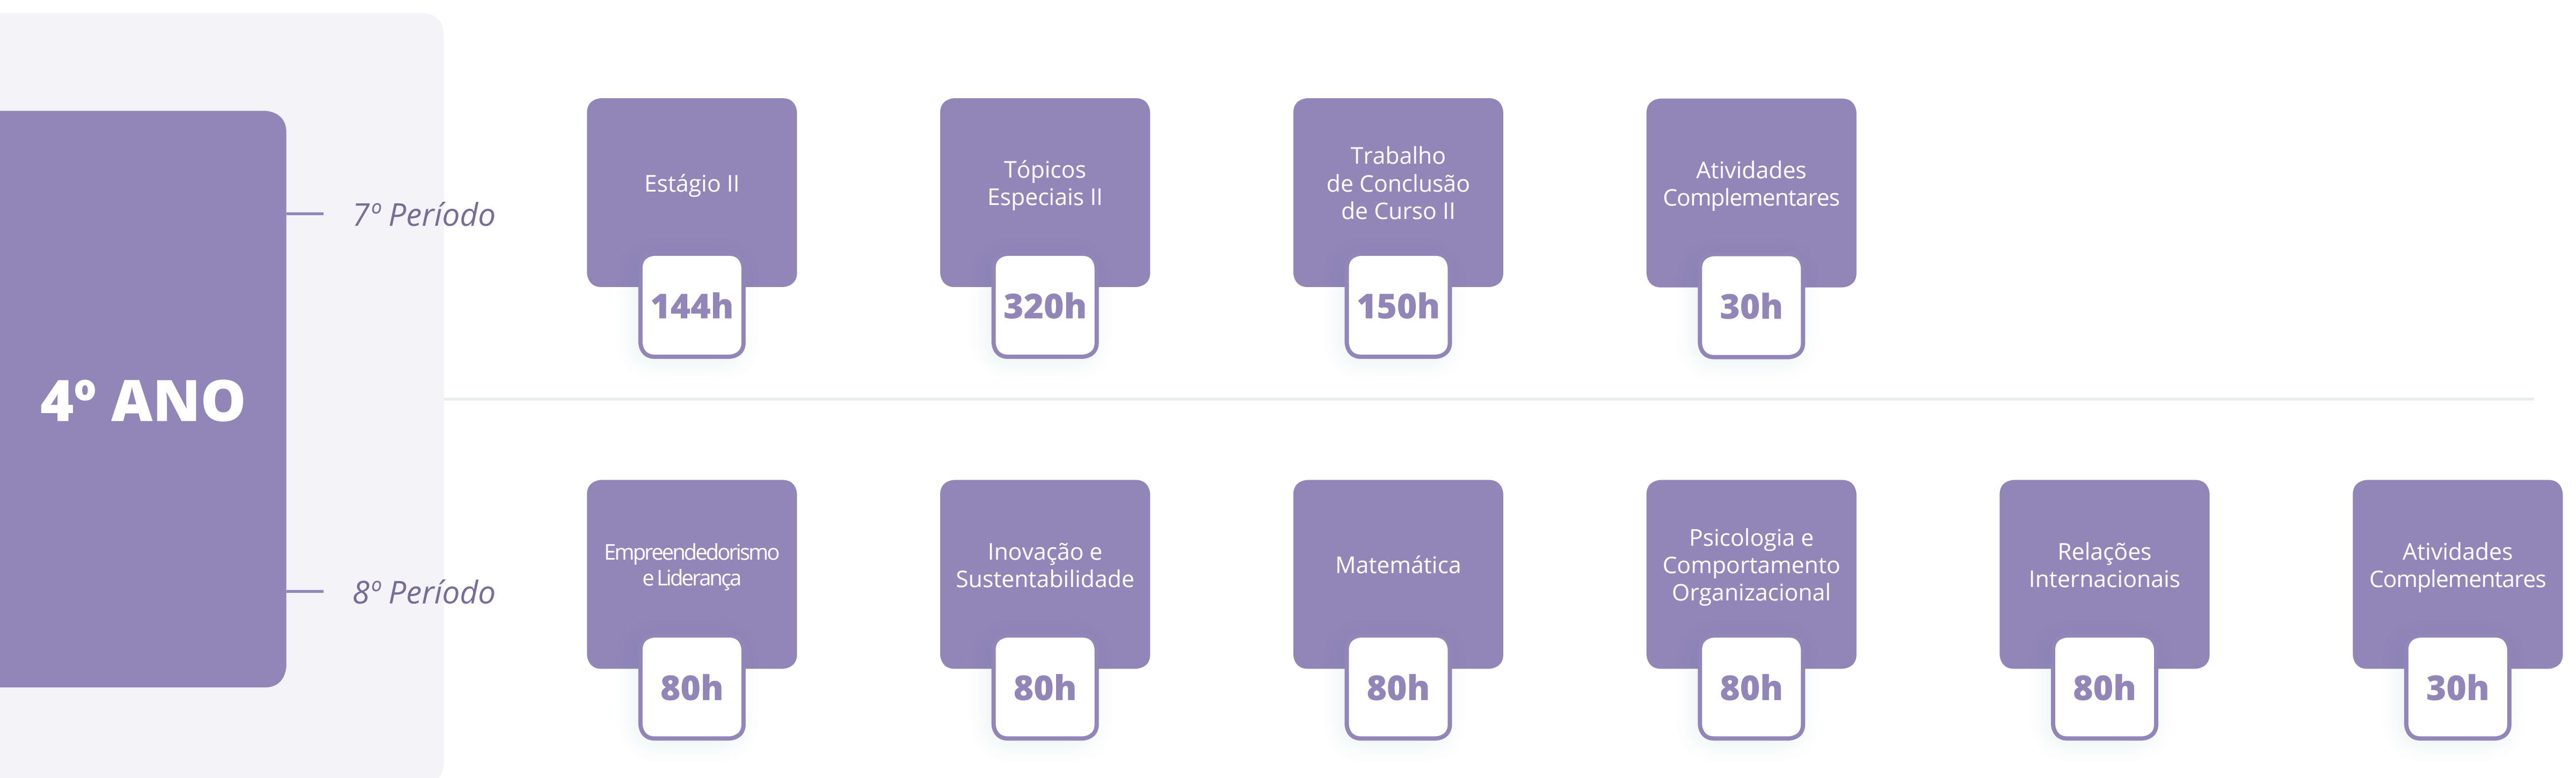 4º ANO
7º Período
Estágio II
144h
Tópicos
Especiais II
320h
Trabalho
de Conclusão
de Curso II
150h
Atividades
Complementares
30h
8º Período
Empreendedorismo
e Liderança
80h
Inovação e
Sustentabilidade
80h
Matemática
80h
Psicologia e
Comportamento
Organizacional
80h
Relações
Internacionais
80h
Atividades
Complementares
30h